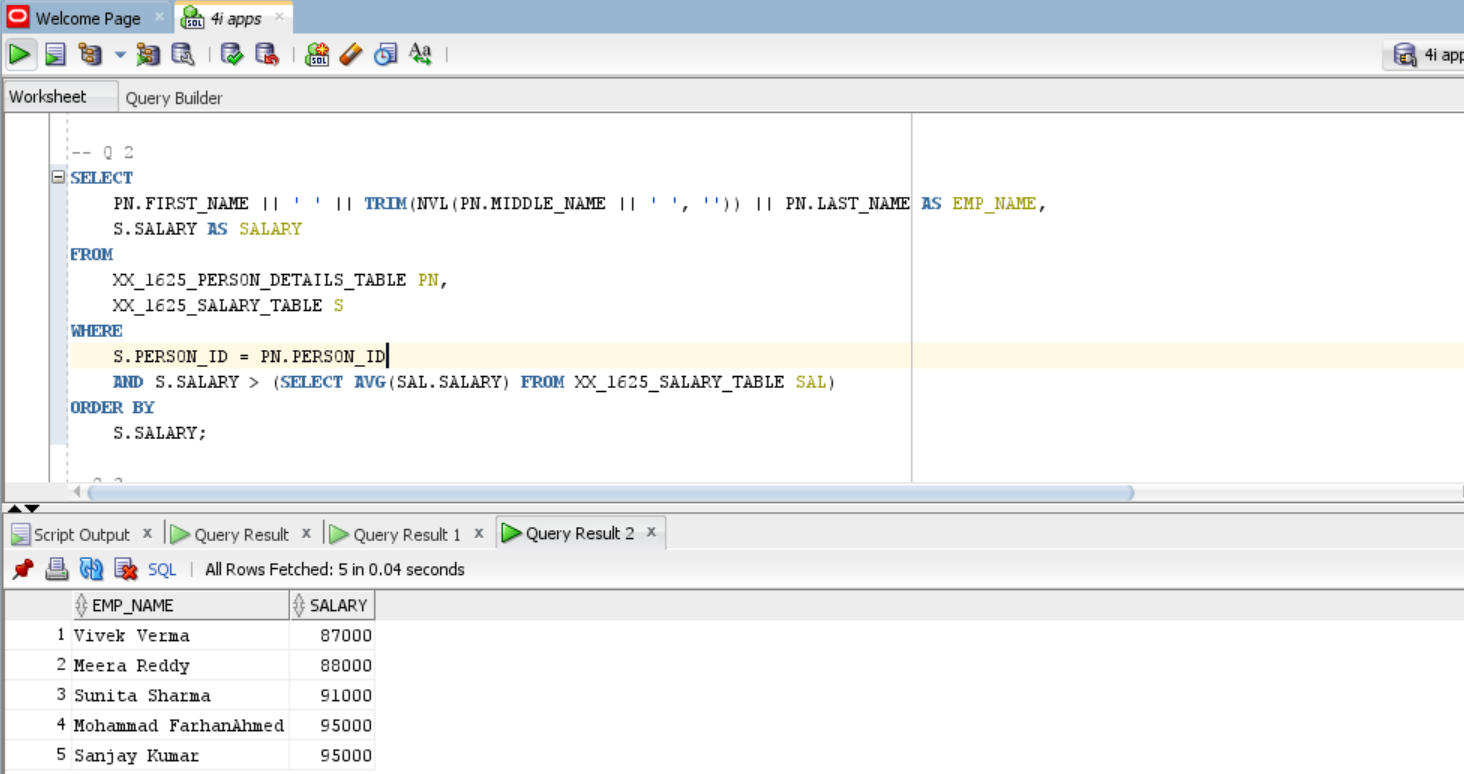 Welcome Page × 4i apps ×
4i app
Worksheet Query Builder
-- Q 2
SELECT
PN.FIRST_NAME || ' ' || TRIM(NVL(PN.MIDDLE_NAME || ' ', '')) || PN.LAST_NAME AS EMP_NAME,
S.SALARY AS SALARY
FROM
XX_1625_PERSON_DETAILS_TABLE PN,
XX_1625_SALARY_TABLE S
WHERE
S.PERSON_ID = PN.PERSON_ID
AND S.SALARY > (SELECT AVG(SAL.SALARY) FROM XX_1625_SALARY_TABLE SAL)
ORDER BY
S.SALARY;
Script Output x Query Result x Query Result 1 x Query Result 2 x
SQL | All Rows Fetched: 5 in 0.04 seconds
EMP_NAME SALARY
1 Vivek Verma 87000
2 Meera Reddy 88000
3 Sunita Sharma 91000
4 Mohammad FarhanAhmed 95000
5 Sanjay Kumar 95000